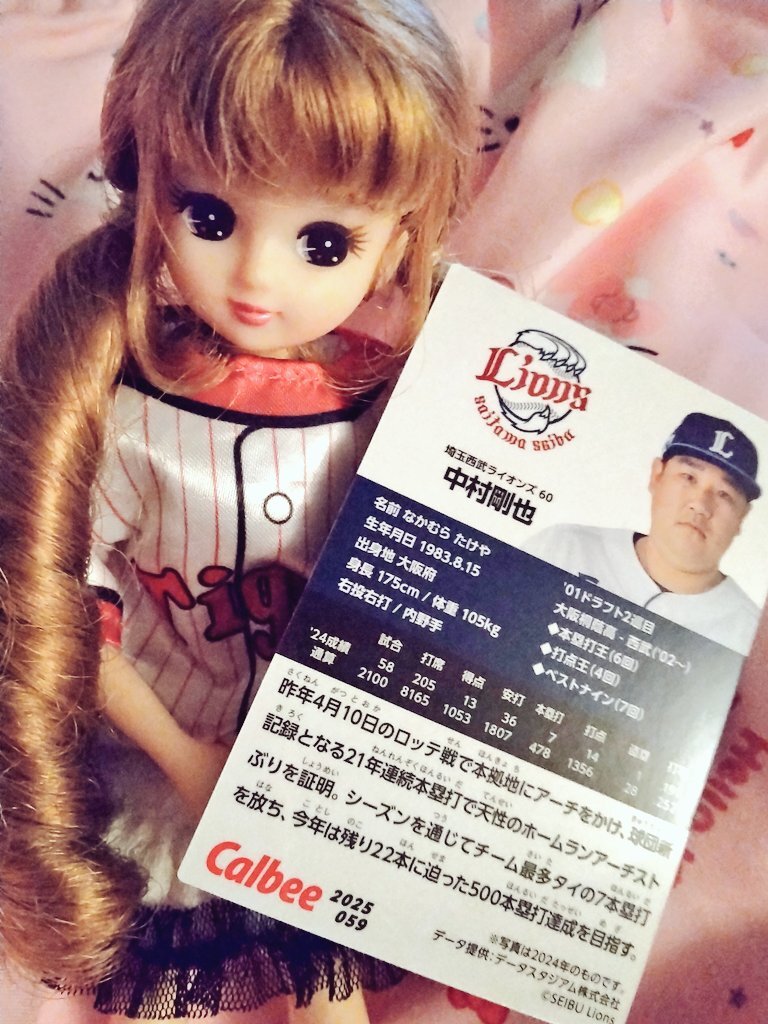 Lions
saitama seibu
埼玉西武ライオンズ 60
中村剛也
名前 なかむら たけや
生年月日 1983.8.15
出身地 大阪府
身長 175cm / 体重 105kg
右投右打 / 内野手
'01ドラフト2巡目
大阪桐蔭高-西武('02~)
◆本塁打王(6回)
◆打点王(4回)
◆ベストナイン(7回)
試合 打席 得点 安打 本塁打 打点 盗塁
'24成績 58 205 13 36 7 14 1
通算 2100 8165 1053 1807 478 1356 28
昨年4月10日のロッテ戦で本拠地にアーチをかけ、球団新
記録となる21年連続本塁打で天性のホームランアーチスト
ぶりを証明。シーズンを通じてチーム最多タイの7本塁打
を放ち、今年は残り22本に迫った500本塁打達成を目指す。
Calbee
2025
059
※写真は2024年のものです。
データ提供:データスタジアム株式会社
©SEIBU Lions
L